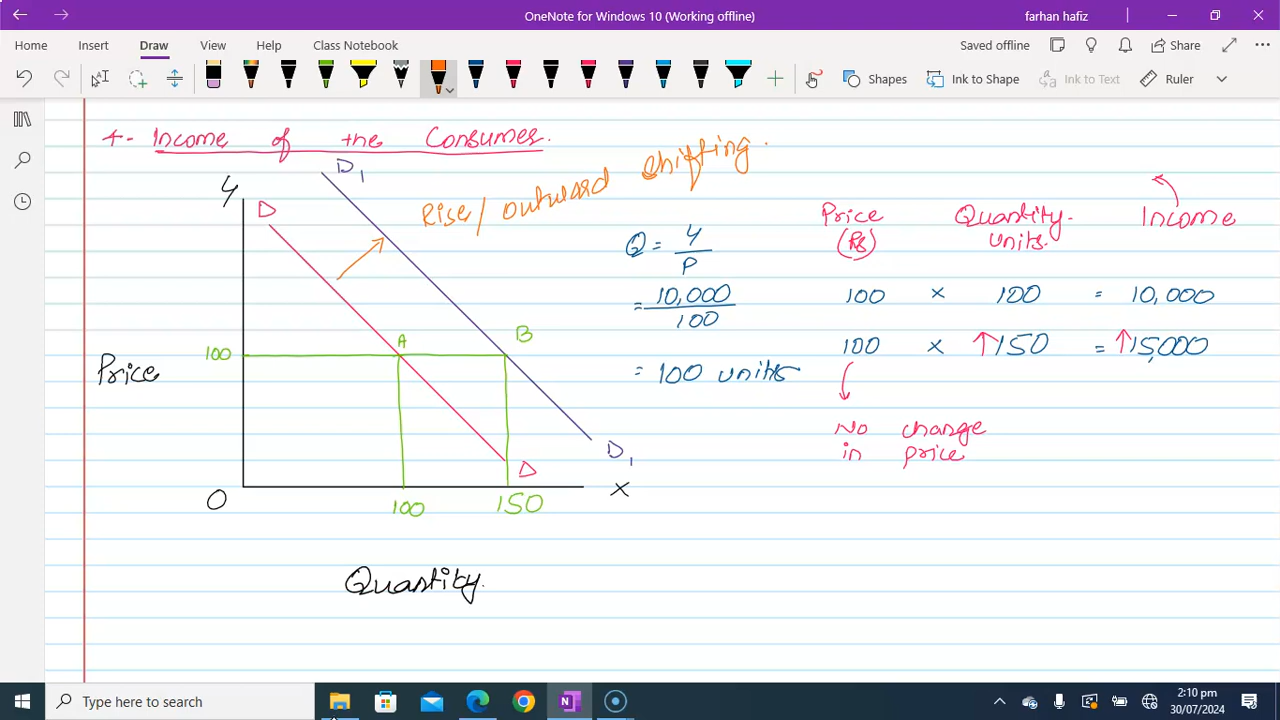 OneNote for Windows 10 (Working offline)
farhan hafiz
Home Insert Draw View Help Class Notebook
Saved offline
Share
Shapes
Ink to Shape
Ink to Text
Ruler
4- Income of the Consumes.
Rise/ outward shifting.
y
D
D1
Price
100
A
B
D
D1
O
100
150
X
Quantity.
Q = Y
P
= 10,000
100
= 100 units
Price (Rs) Quantity units. Income
100 × 100 = 10,000
100 × ↑150 = ↑15,000
No change
in price
Type here to search
2:10 pm
30/07/2024